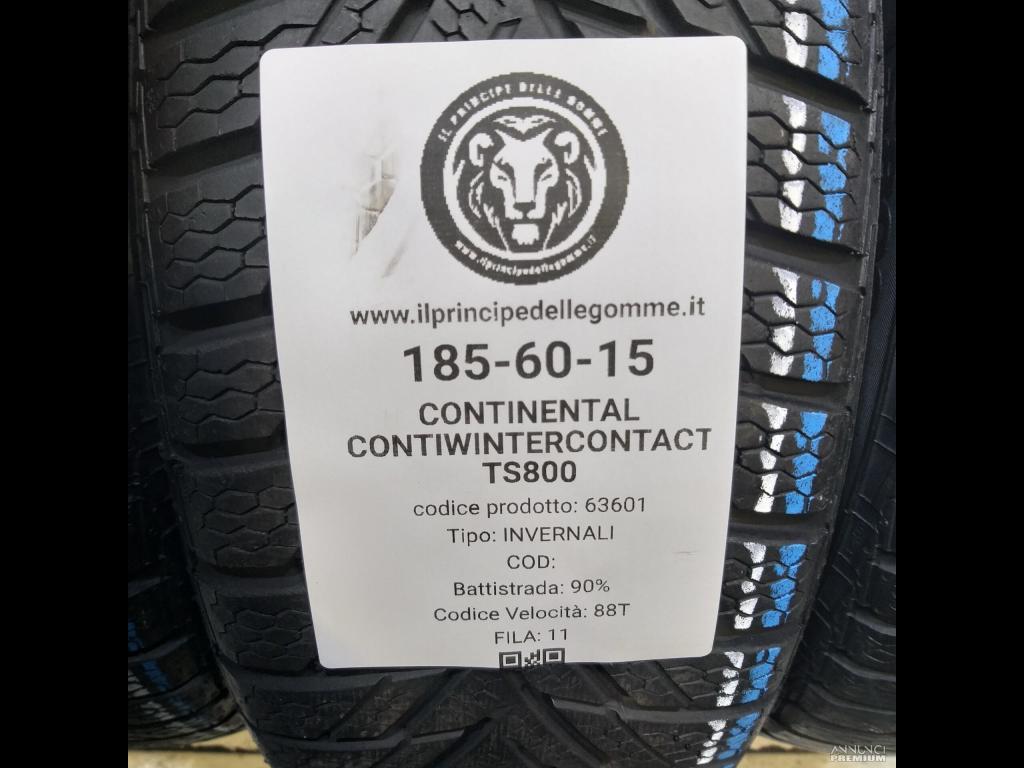 IL PRINCIPE DELLE GOMME
www.ilprincipedellegomme.it
www.ilprincipedellegomme.it
185-60-15
CONTINENTAL
CONTIWINTERCONTACT
TS800
codice prodotto: 63601
Tipo: INVERNALI
COD:
Battistrada: 90%
Codice Velocità: 88T
FILA: 11
ANNUNCI
PREMIUM